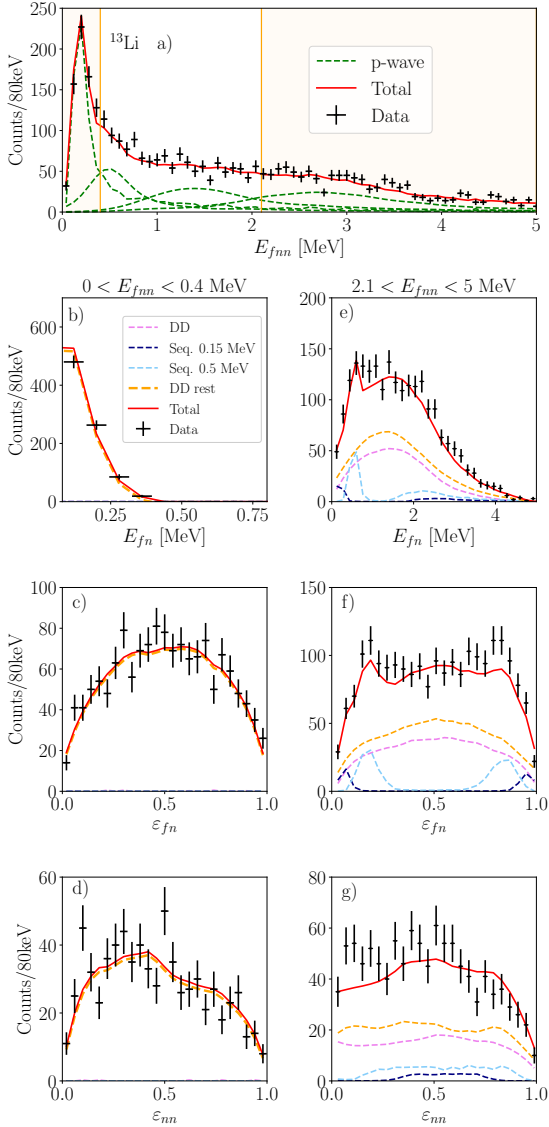 ¹³Li a)
p-wave
Total
Data
Counts/80keV
250
200
150
100
50
0
0 1 2 3 4 5
E_fnn [MeV]
0 < E_fnn < 0.4 MeV
2.1 < E_fnn < 5 MeV
b)
DD
Seq. 0.15 MeV
Seq. 0.5 MeV
DD rest
Total
Data
Counts/80keV
600
400
200
0
0.25 0.50 0.75
E_fn [MeV]
e)
200
150
100
50
0
0 2 4
E_fn [MeV]
c)
Counts/80keV
100
80
60
40
20
0
0.0 0.5 1.0
ε_fn
f)
150
100
50
0
0.0 0.5 1.0
ε_fn
d)
Counts/80keV
60
40
20
0
0.0 0.5 1.0
ε_nn
g)
80
60
40
20
0
0.0 0.5 1.0
ε_nn